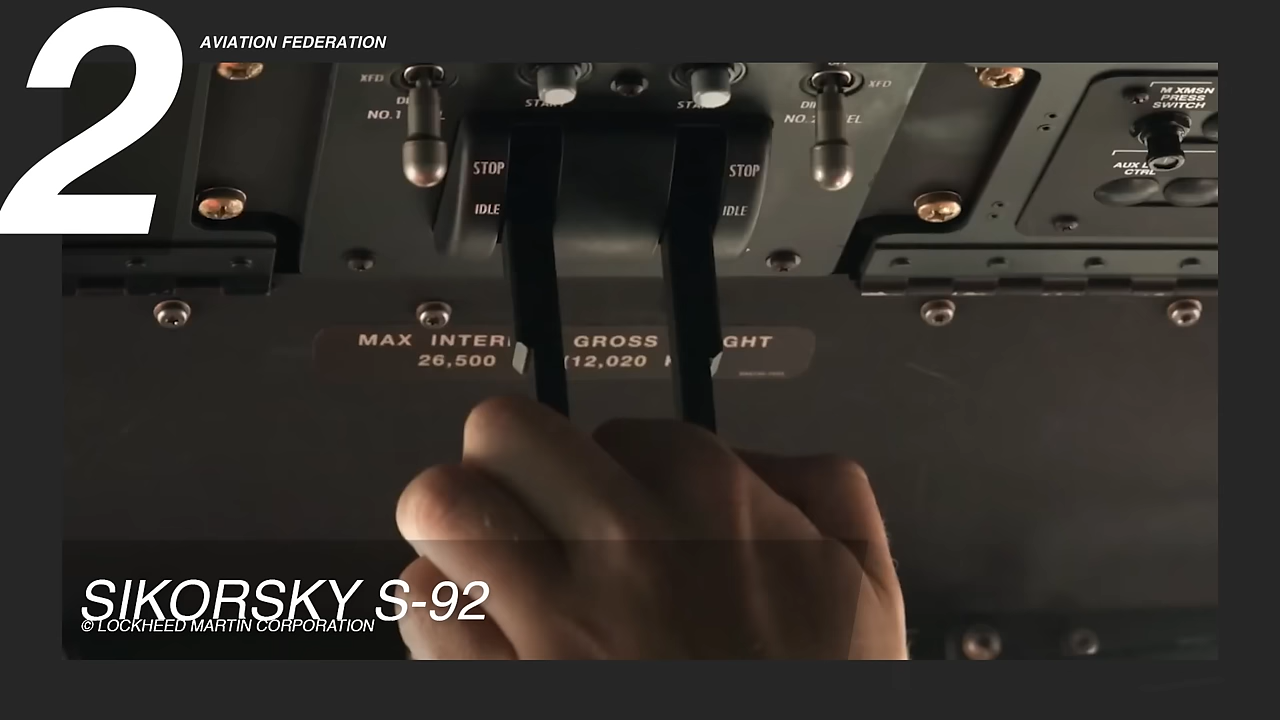 2
AVIATION FEDERATION
XFD
XFD
NO.1
NO.2
STOP
STOP
IDLE
IDLE
M XMSN
PRESS
SWITCH
AUX
CTRL
MAX GROSS
26,500 (12,020
SIKORSKY S-92
© LOCKHEED MARTIN CORPORATION